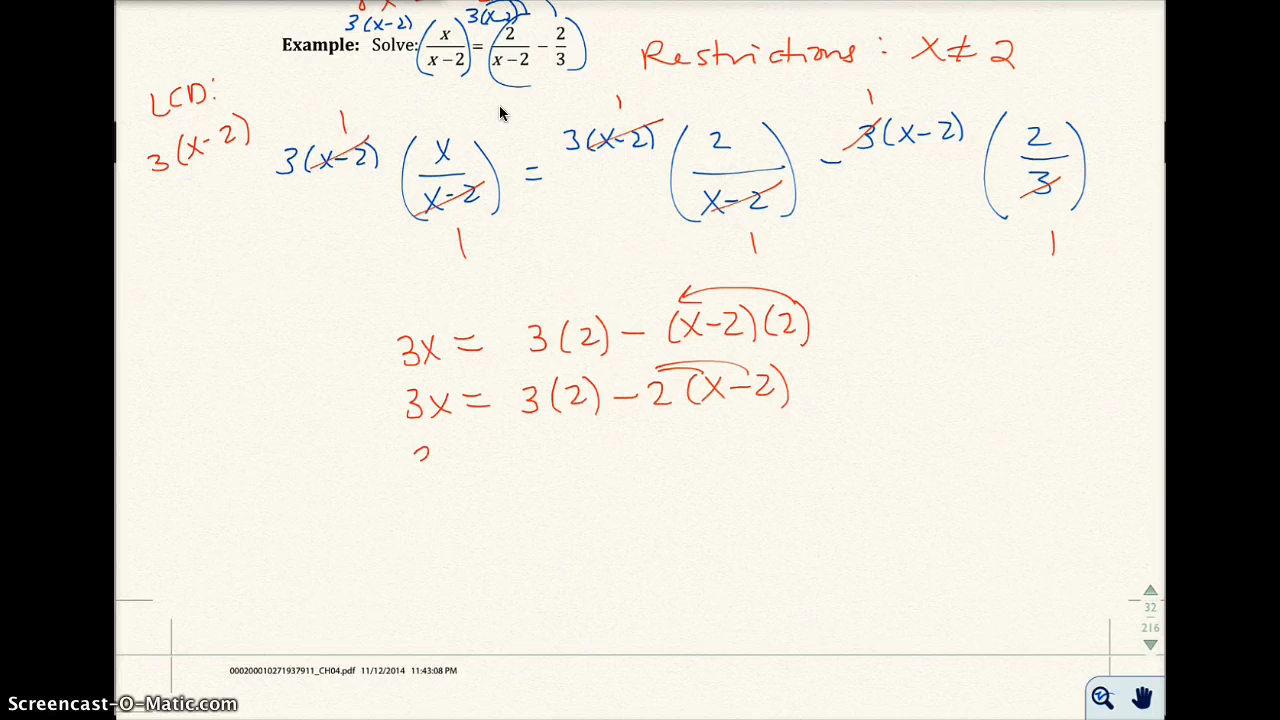 3(x-2) 3(x-2)
Example: Solve: (x/(x−2)) = (2/(x−2) − 2/3)
Restrictions : x ≠ 2
LCD:
3(x-2)
1 1 1
3(x-2) (x/(x-2)) = 3(x-2) (2/(x-2)) - 3(x-2) (2/3)
1 1 1
3x = 3(2) - (x-2)(2)
3x = 3(2) - 2(x-2)
32
216
000200010271937911_CH04.pdf 11/12/2014 11:43:08 PM
Screencast-O-Matic.com